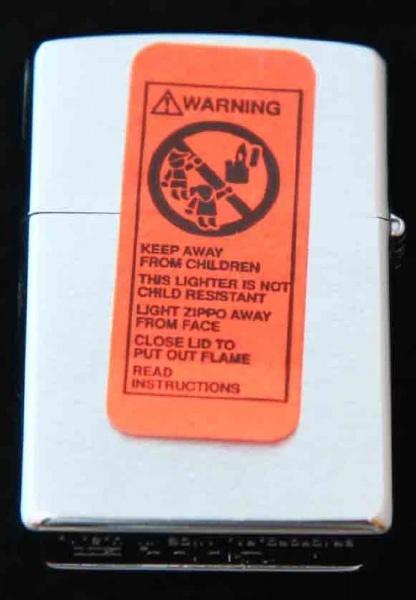 WARNING
KEEP AWAY
FROM CHILDREN
THIS LIGHTER IS NOT
CHILD RESISTANT
LIGHT ZIPPO AWAY
FROM FACE
CLOSE LID TO
PUT OUT FLAME
READ
INSTRUCTIONS